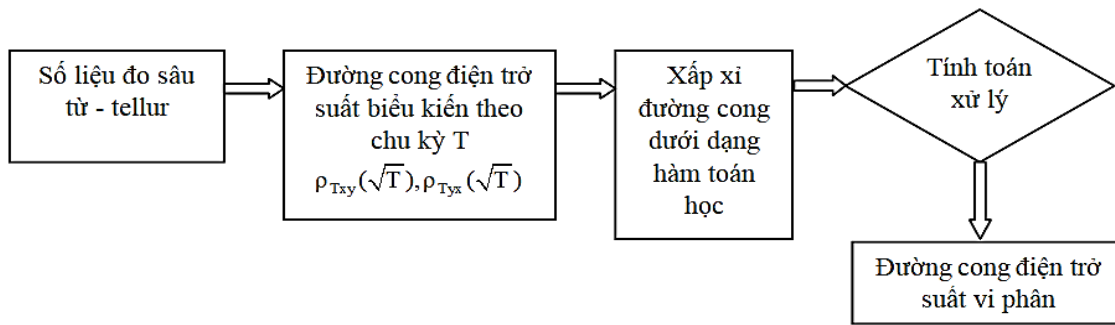 Số liệu đo sâu
từ - tellur
Đường cong điện trở
suất biểu kiến theo
chu kỳ T
ρTxy(√T),ρTyx(√T)
Xấp xỉ
đường cong
dưới dạng
hàm toán
học
Tính toán
xử lý
Đường cong điện trở
suất vi phân